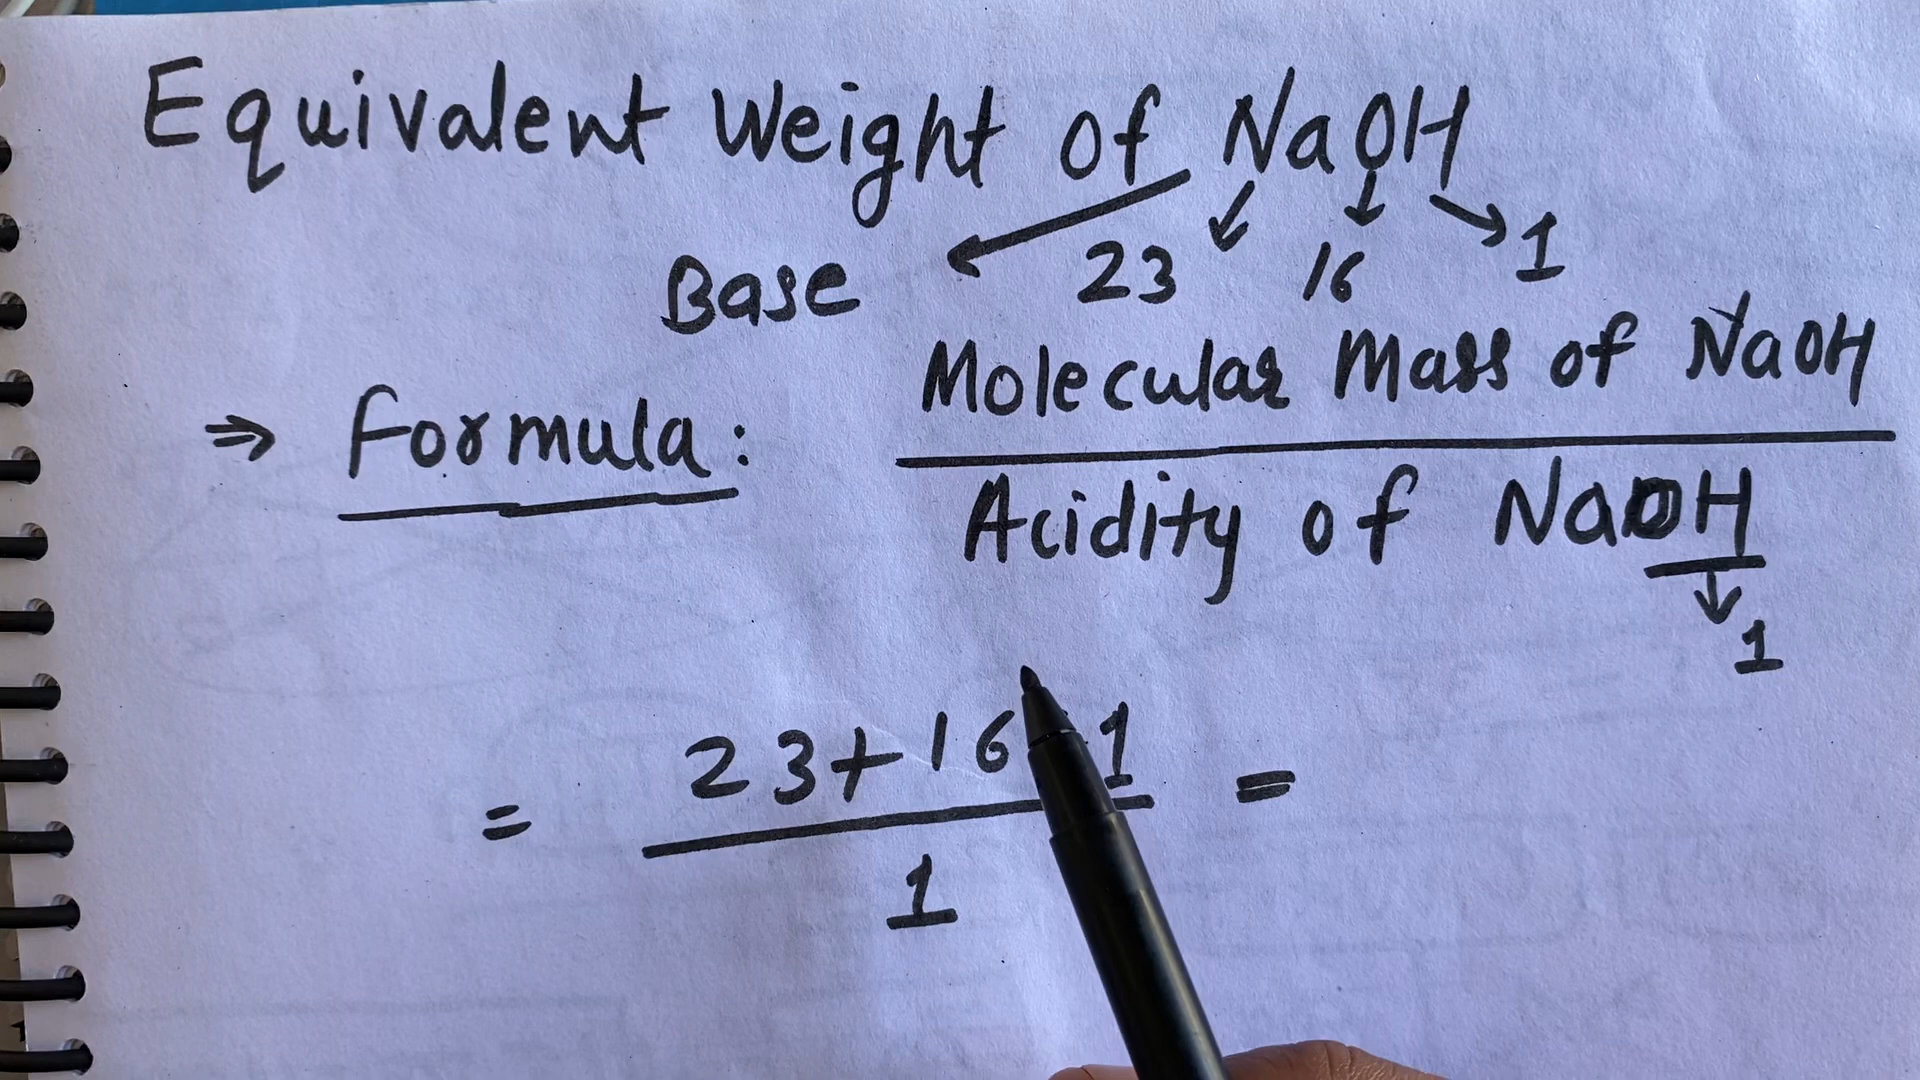 Equivalent Weight of NaOH
Base 23 16 1
⇒ Formula: Molecular Mass of NaOH
Acidity of NaOH
1
= 23+16 1 =
1